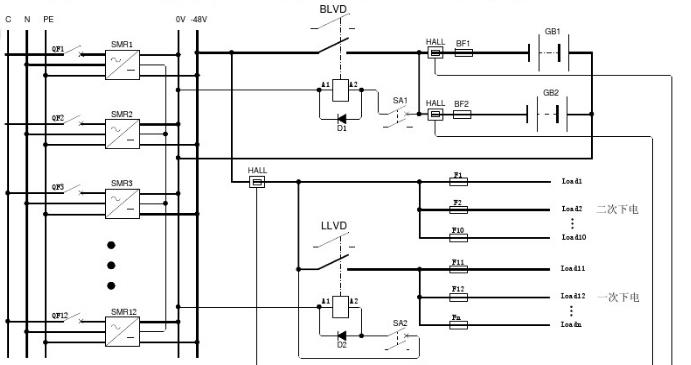 C N PE 0V -48V BLVD
QF1 SMR1 HALL BF1 GB1
A1 A2
D1
SA1
QF2 SMR2 HALL BF2 GB2
QF3 SMR3 HALL F1 Load1
F2 Load2 二次下电
F10 Load10
LLVD
F11 Load11
A1 A2 F12 Load12 一次下电
QF12 SMR12 SA2 Fn Loadn
D2